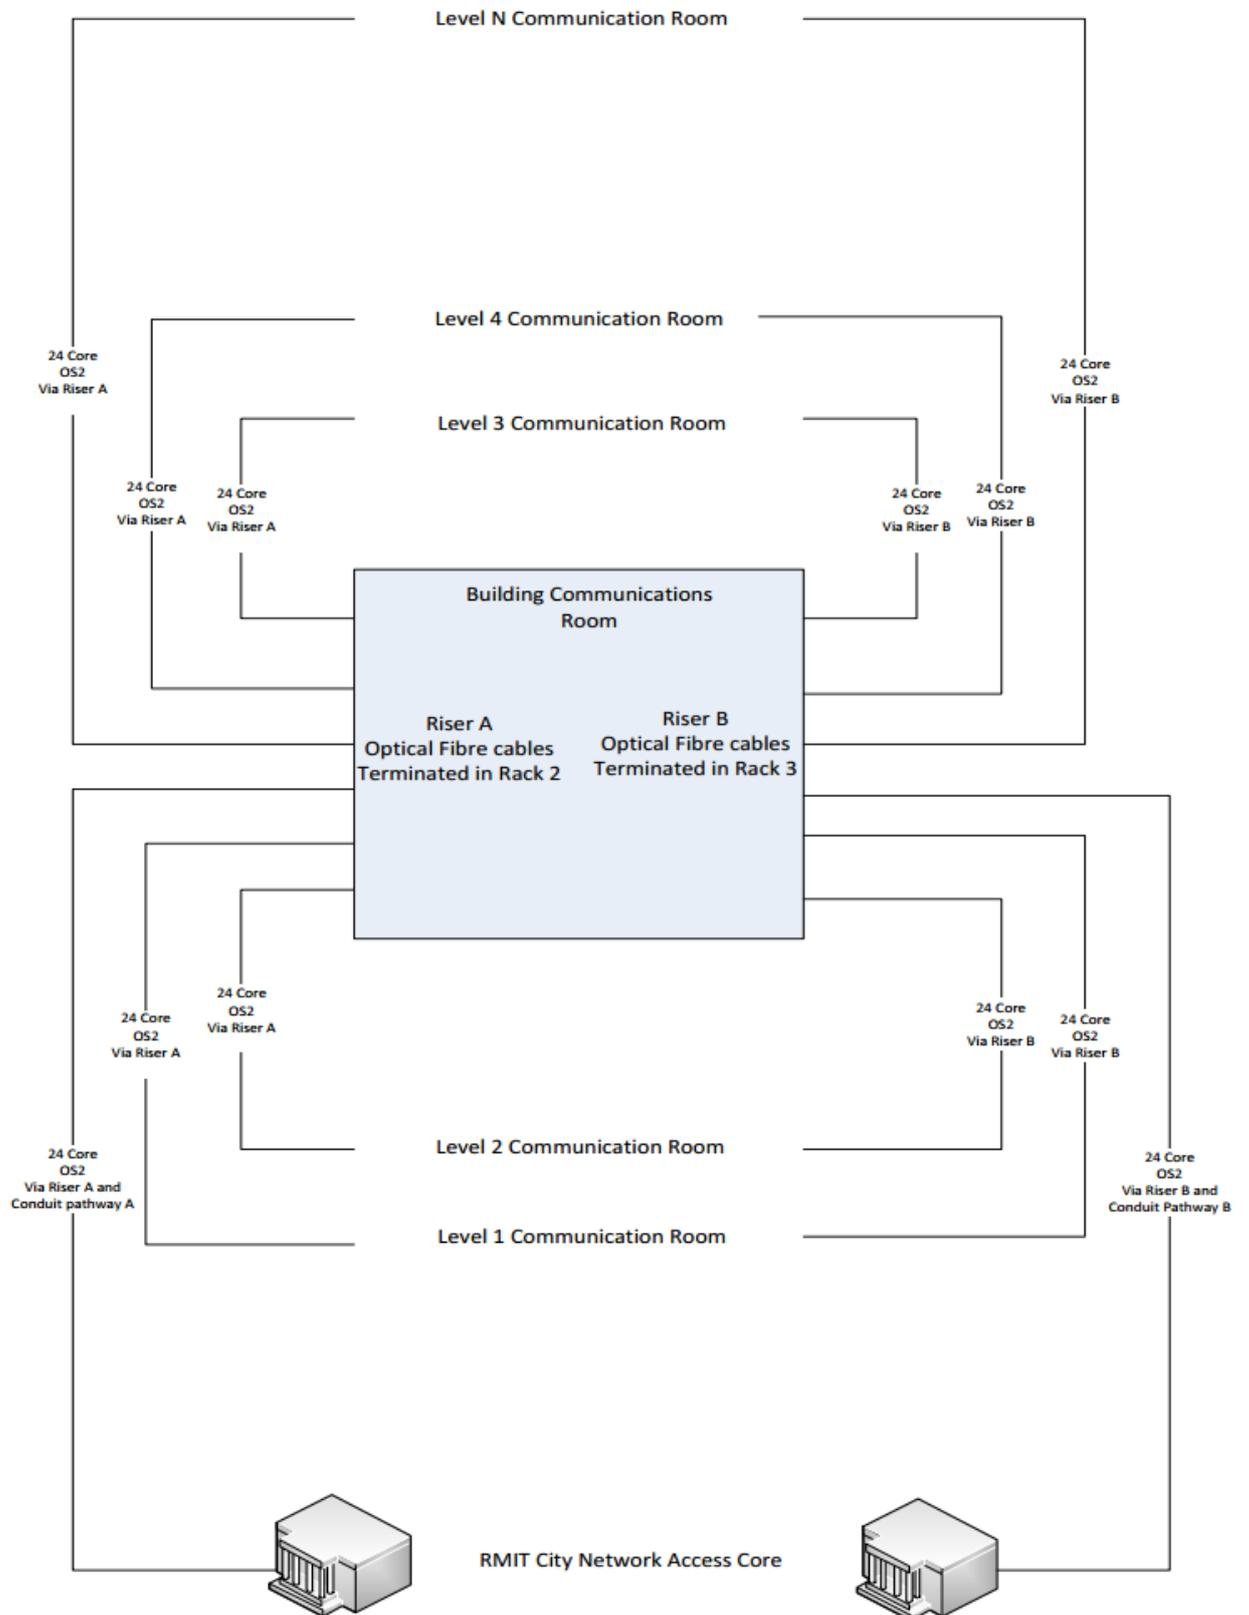 Level N Communication Room
Level 4 Communication Room
24 Core
OS2
Via Riser A
24 Core
OS2
Via Riser B
Level 3 Communication Room
24 Core
OS2
Via Riser A
24 Core
OS2
Via Riser A
24 Core
OS2
Via Riser B
24 Core
OS2
Via Riser B
Building Communications
Room
Riser A
Optical Fibre cables
Terminated in Rack 2
Riser B
Optical Fibre cables
Terminated in Rack 3
24 Core
OS2
Via Riser A
24 Core
OS2
Via Riser A
24 Core
OS2
Via Riser B
24 Core
OS2
Via Riser B
Level 2 Communication Room
24 Core
OS2
Via Riser A and
Conduit pathway A
24 Core
OS2
Via Riser B and
Conduit Pathway B
Level 1 Communication Room
RMIT City Network Access Core